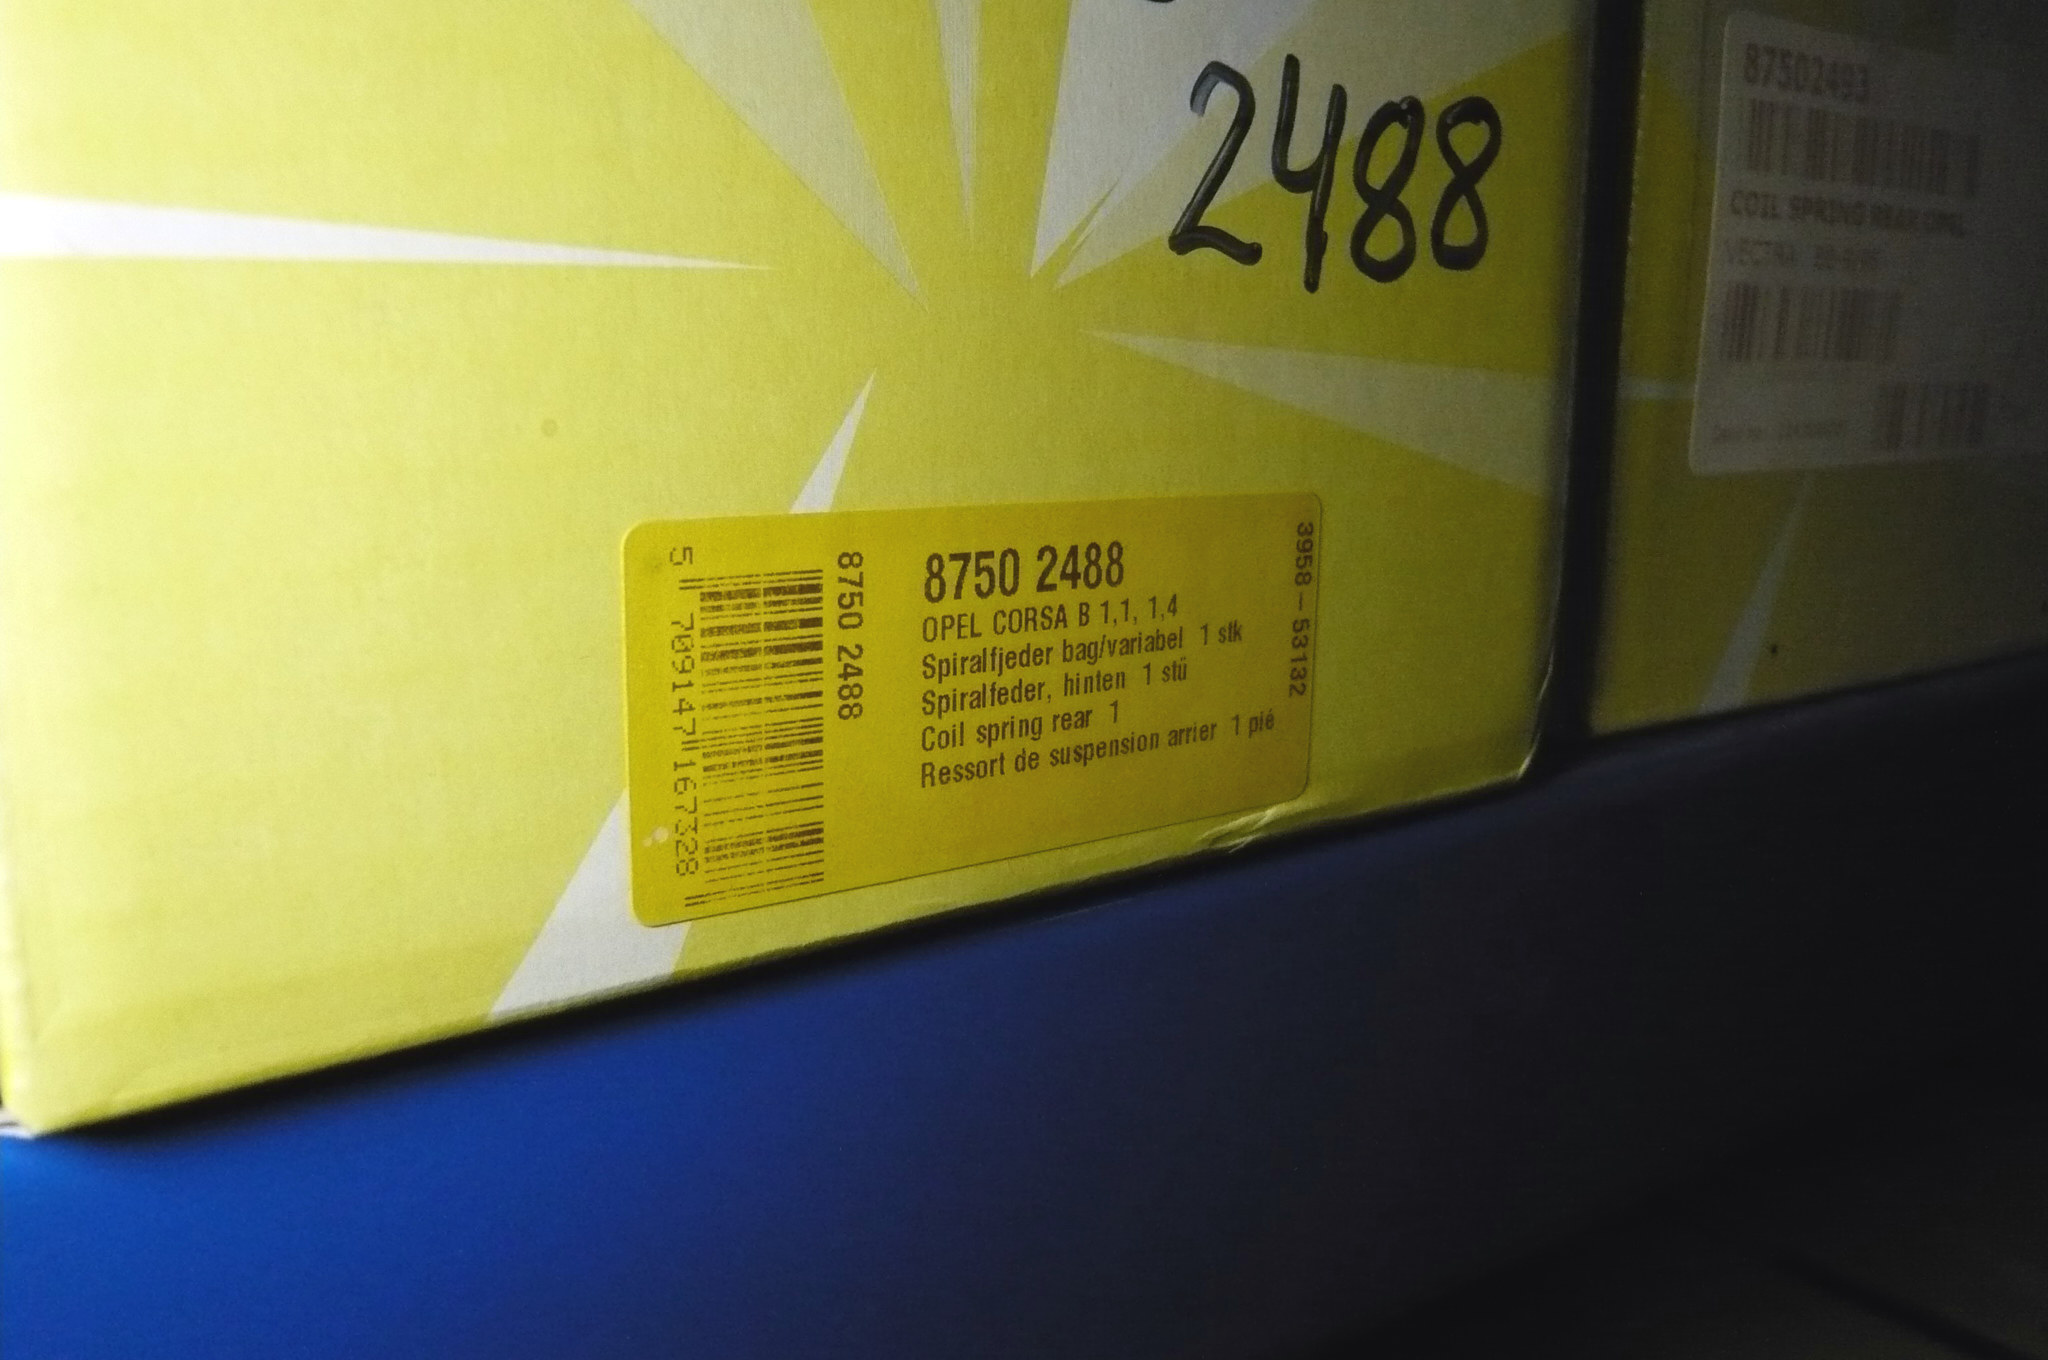 2488
8750 2488
OPEL CORSA B 1,1, 1,4
Spiralfjeder bag/variabel 1 stk
Spiralfeder, hinten 1 stü
Coil spring rear 1
Ressort de suspension arrier 1 pié
8750 2488
5 709147 167328
3958-53132
87502493
COIL SPRING REAR OPEL
VECTRA